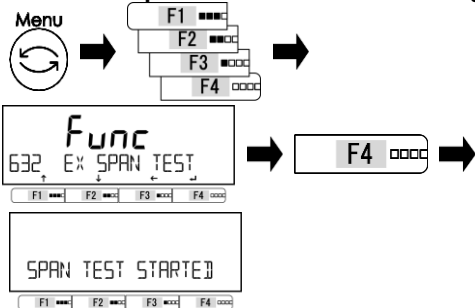 Menu
F1
F2
F3
F4
Func
632 EX SPAN TEST
F1 F2 F3 F4
F4
SPAN TEST STARTED
F1 F2 F3 F4